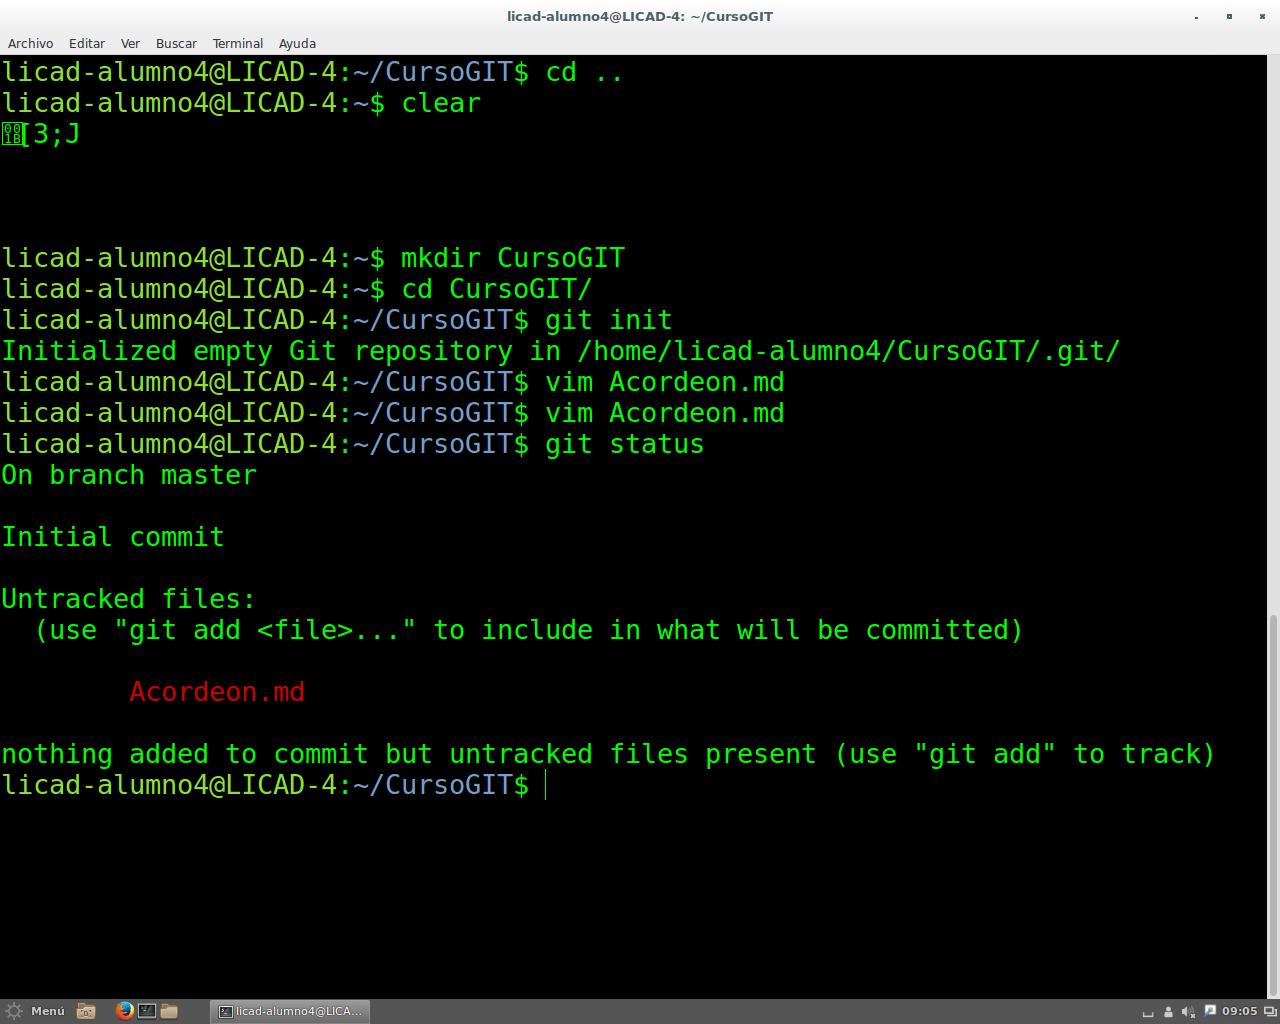 licad-alumno4@LICAD-4: ~/CursoGIT
Archivo Editar Ver Buscar Terminal Ayuda
licad-alumno4@LICAD-4:~/CursoGIT$ cd ..
licad-alumno4@LICAD-4:~$ clear
001B[3;J
licad-alumno4@LICAD-4:~$ mkdir CursoGIT
licad-alumno4@LICAD-4:~$ cd CursoGIT/
licad-alumno4@LICAD-4:~/CursoGIT$ git init
Initialized empty Git repository in /home/licad-alumno4/CursoGIT/.git/
licad-alumno4@LICAD-4:~/CursoGIT$ vim Acordeon.md
licad-alumno4@LICAD-4:~/CursoGIT$ vim Acordeon.md
licad-alumno4@LICAD-4:~/CursoGIT$ git status
On branch master
Initial commit
Untracked files:
  (use "git add <file>..." to include in what will be committed)
        Acordeon.md
nothing added to commit but untracked files present (use "git add" to track)
licad-alumno4@LICAD-4:~/CursoGIT$
Menú licad-alumno4@LICA... 09:05